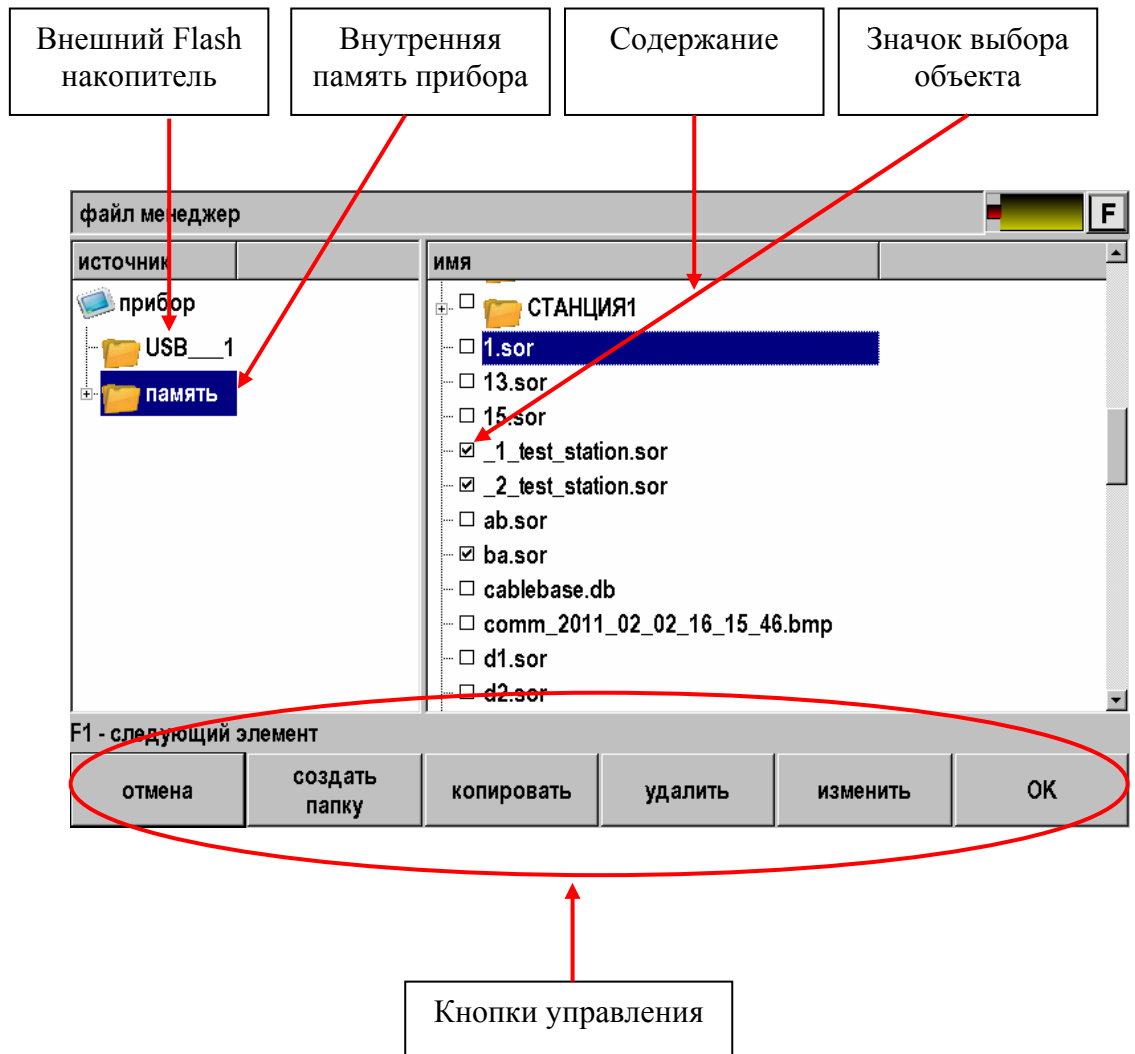 Внешний Flash
накопитель
Внутренняя
память прибора
Содержание
Значок выбора
объекта
файл менеджер
F
источник
имя
прибор
USB___1
память
СТАНЦИЯ1
1.sor
13.sor
15.sor
_1_test_station.sor
_2_test_station.sor
ab.sor
ba.sor
cablebase.db
comm_2011_02_02_16_15_46.bmp
d1.sor
d2.sor
F1 - следующий элемент
отмена
создать
папку
копировать
удалить
изменить
ОК
Кнопки управления